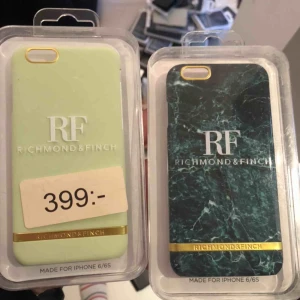 RF
RICHMOND&FINCH
399:-
RICHMOND&FINCH
MADE FOR IPHONE 6/6S
RF
RICHMOND&FINCH
RICHMOND&FINCH
MADE FOR IPHONE 6/6S